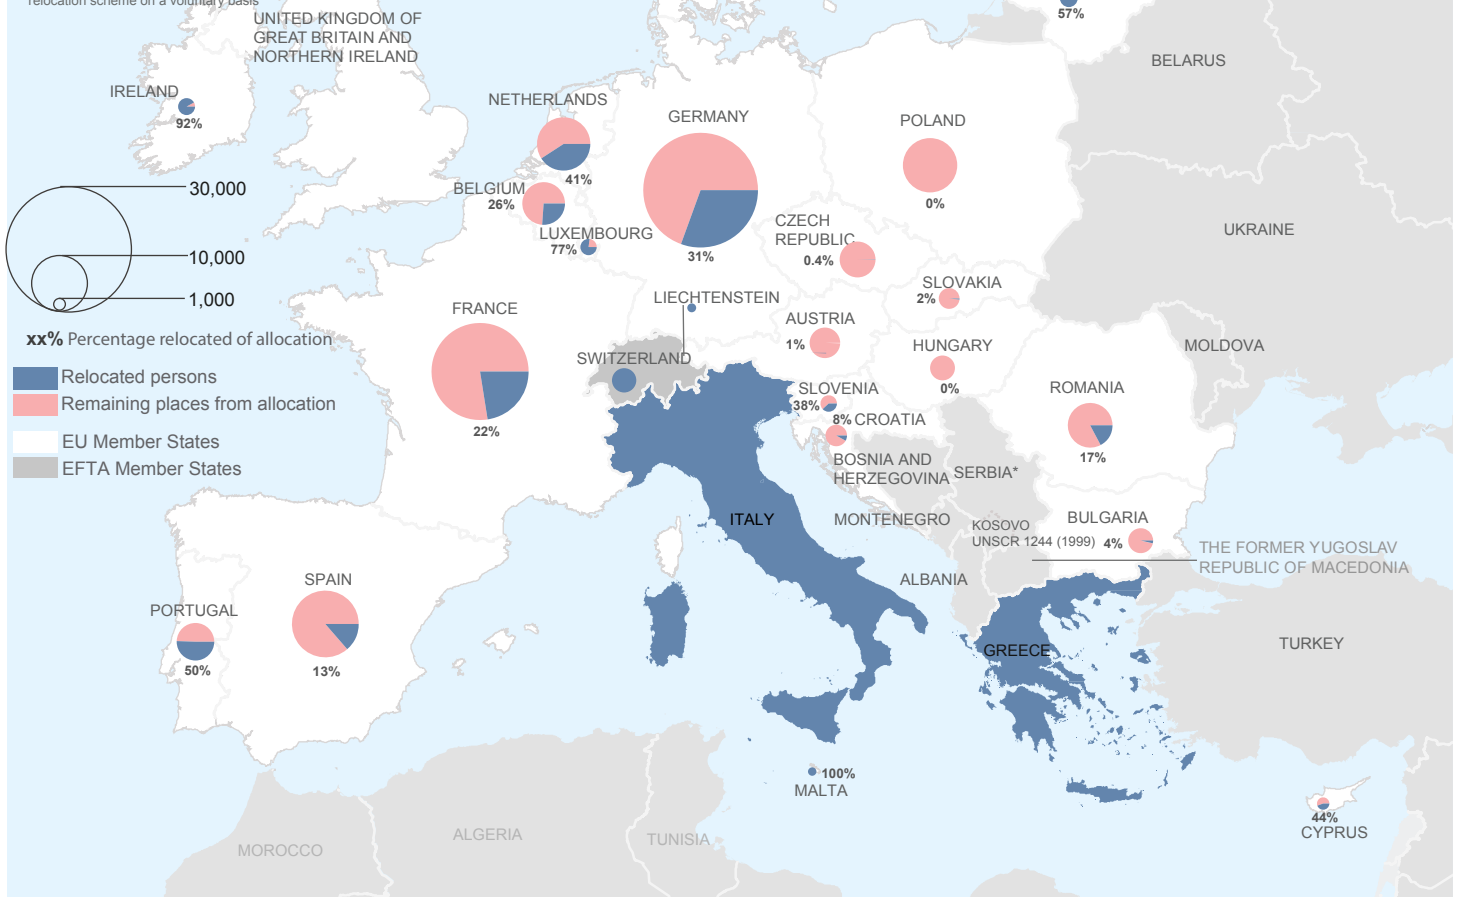 relocation scheme on a voluntary basis
UNITED KINGDOM OF
GREAT BRITAIN AND
NORTHERN IRELAND
57%
BELARUS
IRELAND
92%
NETHERLANDS
41%
GERMANY
31%
POLAND
0%
BELGIUM
26%
LUXEMBOURG
77%
CZECH
REPUBLIC
0.4%
UKRAINE
30,000
10,000
1,000
SLOVAKIA
2%
LIECHTENSTEIN
FRANCE
22%
AUSTRIA
1%
HUNGARY
0%
MOLDOVA
xx% Percentage relocated of allocation
Relocated persons
Remaining places from allocation
EU Member States
EFTA Member States
SWITZERLAND
SLOVENIA
38%
8% CROATIA
ROMANIA
17%
BOSNIA AND
HERZEGOVINA
SERBIA*
ITALY
MONTENEGRO
KOSOVO
UNSCR 1244 (1999)
BULGARIA
4%
THE FORMER YUGOSLAV
REPUBLIC OF MACEDONIA
ALBANIA
SPAIN
13%
PORTUGAL
50%
GREECE
TURKEY
100%
MALTA
44%
CYPRUS
MOROCCO
ALGERIA
TUNISIA